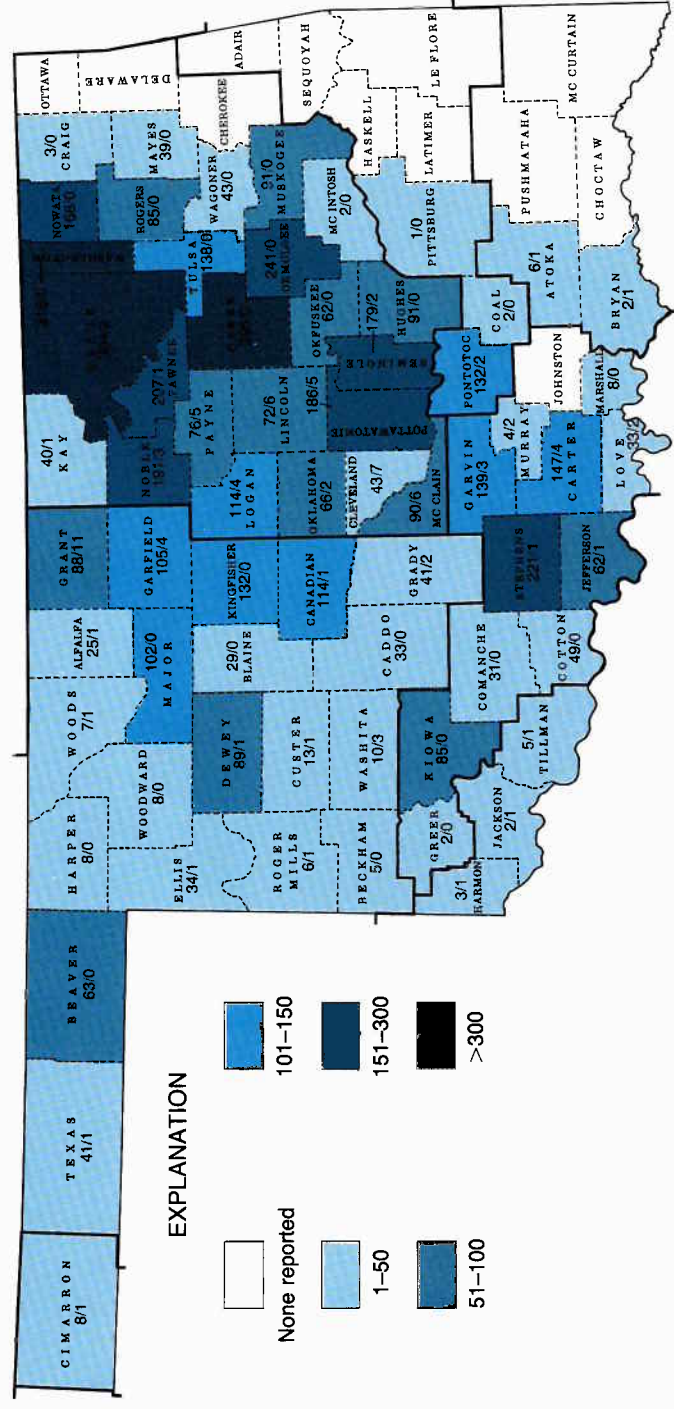 CIMARRON
8/1
TEXAS
41/1
BEAVER
63/0
HARPER
8/0
WOODS
7/1
ALFALFA
25/1
GRANT
88/11
KAY
40/1
NOWATA
CRAIG
3/0
OTTAWA
ELLIS
34/1
WOODWARD
8/0
MAJOR
102/0
GARFIELD
105/4
NOBLE
191/3
PAWNEE
WASHINGTON
ROGERS
85/0
MAYES
39/0
DELAWARE
ROGER
MILLS
6/1
DEWEY
89/1
BLAINE
29/0
KINGFISHER
132/0
LOGAN
114/4
PAYNE
76/5
TULSA
138/0
WAGONER
43/0
CHEROKEE
ADAIR
CUSTER
13/1
CANADIAN
114/1
OKLAHOMA
66/2
LINCOLN
72/6
OKFUSKEE
62/0
OKMULGEE
241/0
MUSKOGEE
91/0
SEQUOYAH
BECKHAM
5/0
WASHITA
10/3
CADDO
33/0
GRADY
41/2
CLEVELAND
43/7
MC CLAIN
90/6
POTTAWATOMIE
186/5
SEMINOLE
179/2
HUGHES
91/0
MC INTOSH
2/0
HASKELL
GREER
2/0
KIOWA
85/0
COMANCHE
31/0
GARVIN
139/3
PONTOTOC
132/2
PITTSBURG
1/0
LATIMER
LE FLORE
HARMON
3/1
JACKSON
2/1
TILLMAN
5/1
COTTON
49/0
STEPHENS
JEFFERSON
62/1
MURRAY
4/2
CARTER
147/4
LOVE
33/2
JOHNSTON
MARSHALL
8/0
COAL
2/0
ATOKA
6/1
BRYAN
2/1
PUSHMATAHA
CHOCTAW
MC CURTAIN
EXPLANATION
None reported
1–50
51–100
101–150
151–300
>300